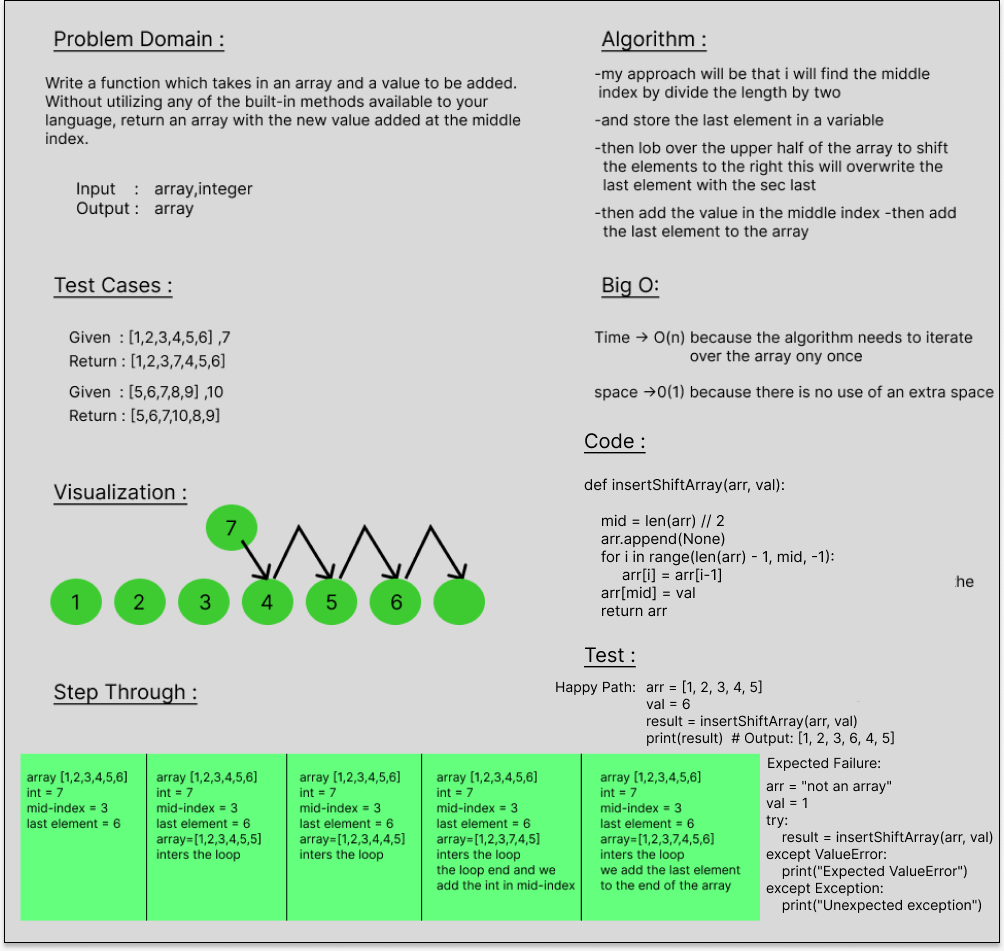 Problem Domain :
Write a function which takes in an array and a value to be added.
Without utilizing any of the built-in methods available to your
language, return an array with the new value added at the middle
index.
Input : array,integer
Output : array
Test Cases :
Given : [1,2,3,4,5,6] ,7
Return : [1,2,3,7,4,5,6]
Given : [5,6,7,8,9] ,10
Return : [5,6,7,10,8,9]
Visualization :
7
1 2 3 4 5 6
Step Through :
array [1,2,3,4,5,6]
int = 7
mid-index = 3
last element = 6
array [1,2,3,4,5,6]
int = 7
mid-index = 3
last element = 6
array=[1,2,3,4,5,5]
inters the loop
array [1,2,3,4,5,6]
int = 7
mid-index = 3
last element = 6
array=[1,2,3,4,4,5]
inters the loop
array [1,2,3,4,5,6]
int = 7
mid-index = 3
last element = 6
array=[1,2,3,7,4,5]
inters the loop
the loop end and we
add the int in mid-index
array [1,2,3,4,5,6]
int = 7
mid-index = 3
last element = 6
array=[1,2,3,7,4,5,6]
inters the loop
we add the last element
to the end of the array
Algorithm :
-my approach will be that i will find the middle
index by divide the length by two
-and store the last element in a variable
-then lob over the upper half of the array to shift
the elements to the right this will overwrite the
last element with the sec last
-then add the value in the middle index -then add
the last element to the array
Big O:
Time → O(n) because the algorithm needs to iterate
over the array ony once
space →0(1) because there is no use of an extra space
Code :
def insertShiftArray(arr, val):
mid = len(arr) // 2
arr.append(None)
for i in range(len(arr) - 1, mid, -1):
arr[i] = arr[i-1]
arr[mid] = val
return arr
he
Test :
Happy Path: arr = [1, 2, 3, 4, 5]
val = 6
result = insertShiftArray(arr, val)
print(result) # Output: [1, 2, 3, 6, 4, 5]
Expected Failure:
arr = "not an array"
val = 1
try:
result = insertShiftArray(arr, val)
except ValueError:
print("Expected ValueError")
except Exception:
print("Unexpected exception")